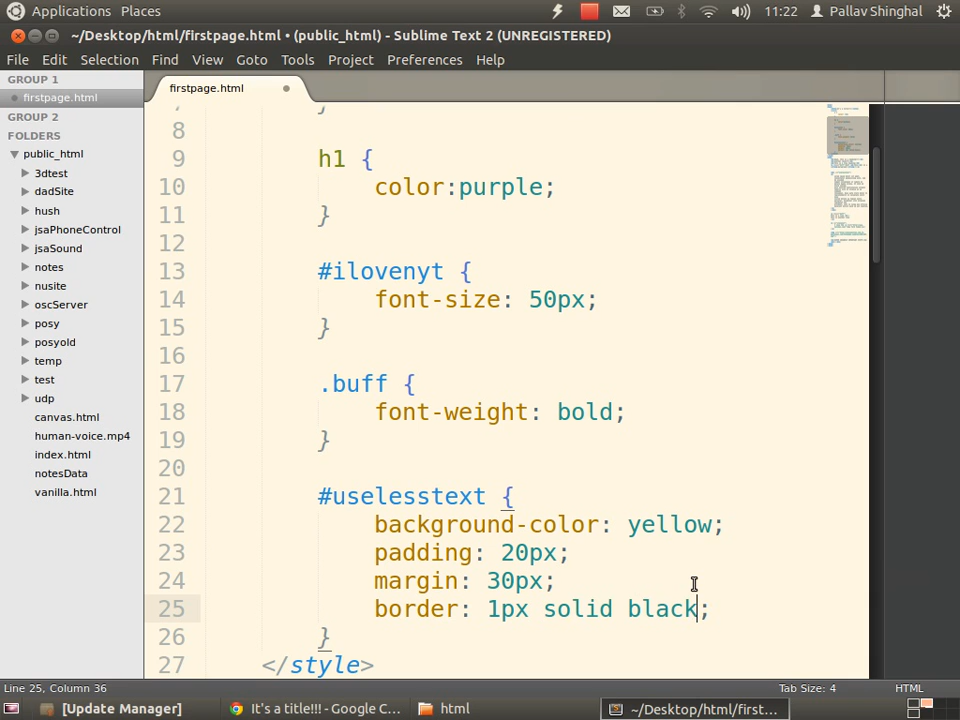 Applications Places 11:22 Pallav Shinghal
~/Desktop/html/firstpage.html • (public_html) - Sublime Text 2 (UNREGISTERED)
File Edit Selection Find View Goto Tools Project Preferences Help
GROUP 1
firstpage.html
GROUP 2
FOLDERS
public_html
3dtest
dadSite
hush
jsaPhoneControl
jsaSound
notes
nusite
oscServer
posy
posyold
temp
test
udp
canvas.html
human-voice.mp4
index.html
notesData
vanilla.html
firstpage.html
7 }
8
9 h1 {
10 color:purple;
11 }
12
13 #ilovenyt {
14 font-size: 50px;
15 }
16
17 .buff {
18 font-weight: bold;
19 }
20
21 #uselesstext {
22 background-color: yellow;
23 padding: 20px;
24 margin: 30px;
25 border: 1px solid black;
26 }
27 </style>
Line 25, Column 36 Tab Size: 4 HTML
[Update Manager] It's a title!!! - Google C... html ~/Desktop/html/first...